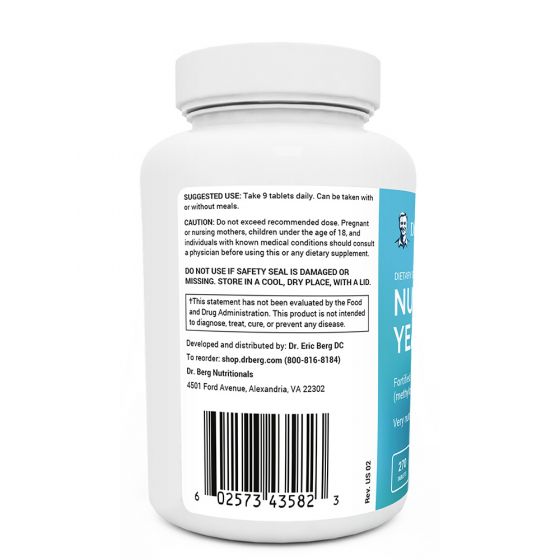 SUGGESTED USE: Take 9 tablets daily. Can be taken with
or without meals.
CAUTION: Do not exceed recommended dose. Pregnant
or nursing mothers, children under the age of 18, and
individuals with known medical conditions should consult
a physician before using this or any dietary supplement.
DO NOT USE IF SAFETY SEAL IS DAMAGED OR
MISSING. STORE IN A COOL, DRY PLACE, WITH A LID.
†This statement has not been evaluated by the Food
and Drug Administration. This product is not intended
to diagnose, treat, cure, or prevent any disease.
Developed and distributed by: Dr. Eric Berg DC
To reorder: shop.drberg.com (800-816-8184)
Dr. Berg Nutritionals
4501 Ford Avenue, Alexandria, VA 22302
6 02573 43582 3
Rev. US 02
DIETARY
NU
YE
Fortified
(methyl
Very nu
270